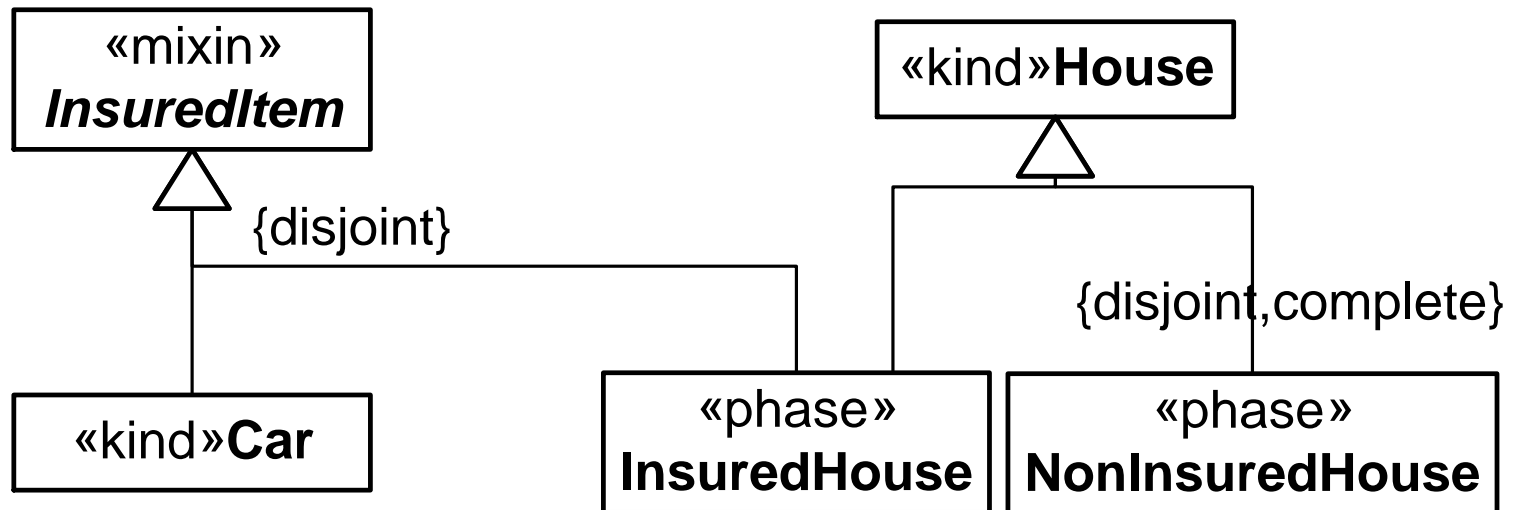 «mixin»
InsuredItem
«kind»House
{disjoint}
{disjoint,complete}
«kind»Car
«phase»
InsuredHouse
«phase»
NonInsuredHouse